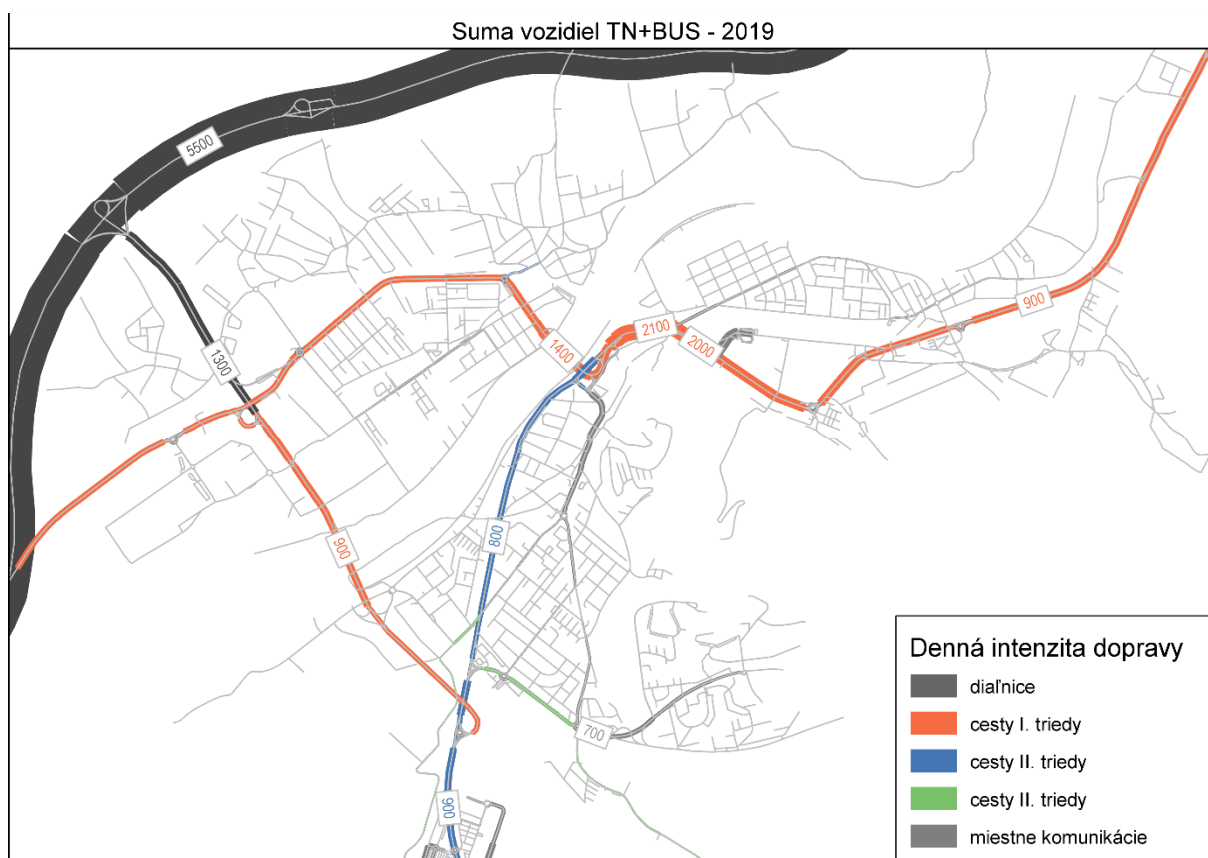 Suma vozidiel TN+BUS - 2019
5500
1300
1400
2100
2000
900
900
800
700
900
Denná intenzita dopravy
diaľnice
cesty I. triedy
cesty II. triedy
cesty II. triedy
miestne komunikácie